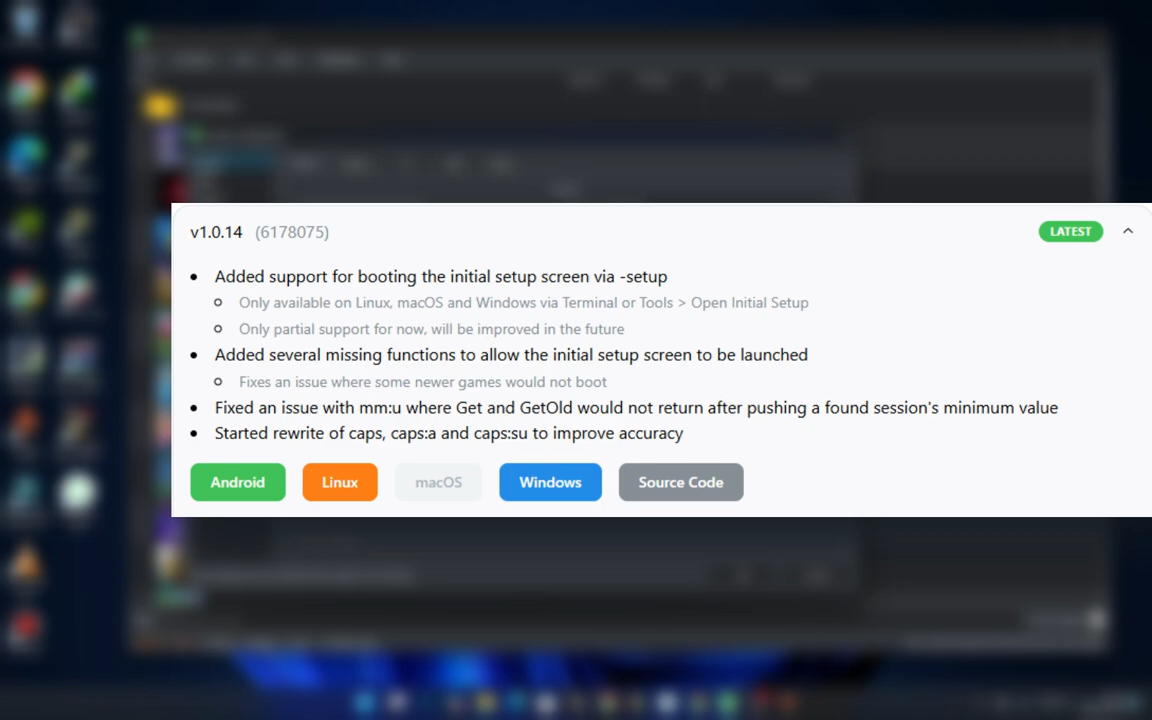 v1.0.14 (6178075)
LATEST
Added support for booting the initial setup screen via -setup
Only available on Linux, macOS and Windows via Terminal or Tools > Open Initial Setup
Only partial support for now, will be improved in the future
Added several missing functions to allow the initial setup screen to be launched
Fixes an issue where some newer games would not boot
Fixed an issue with mm:u where Get and GetOld would not return after pushing a found session's minimum value
Started rewrite of caps, caps:a and caps:su to improve accuracy
Android Linux macOS Windows Source Code